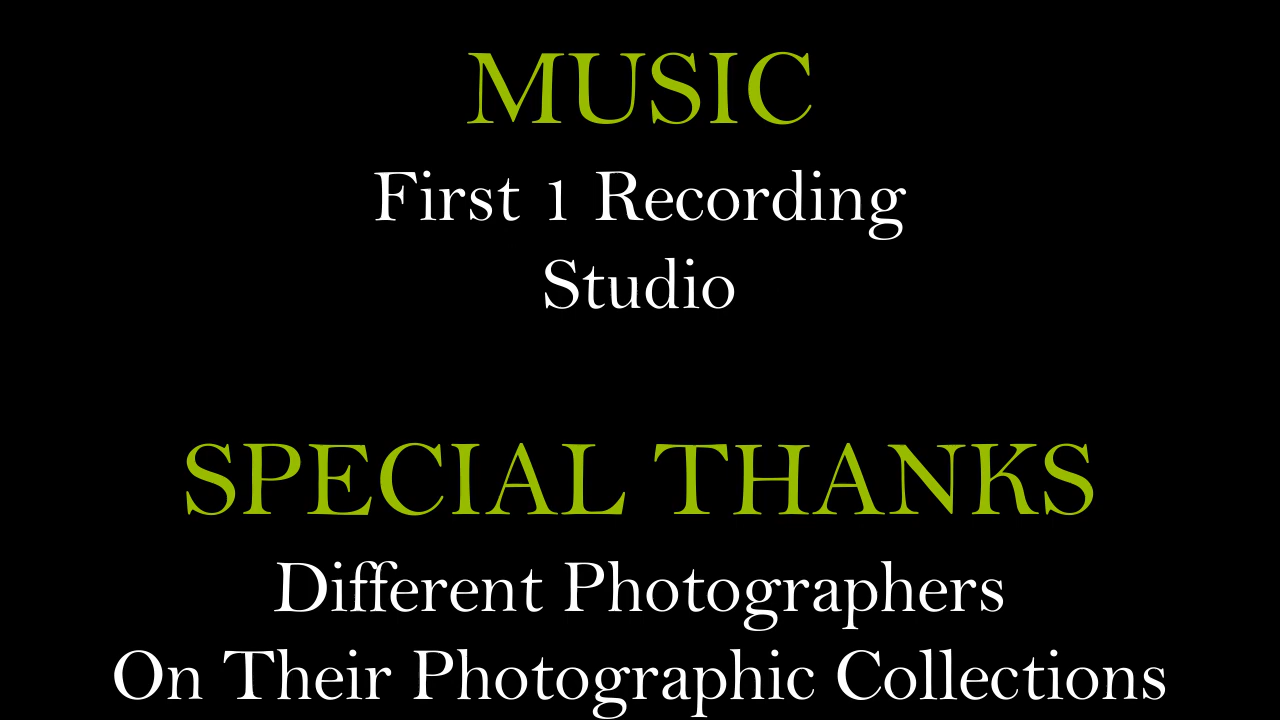 MUSIC
First 1 Recording
Studio
SPECIAL THANKS
Different Photographers
On Their Photographic Collections